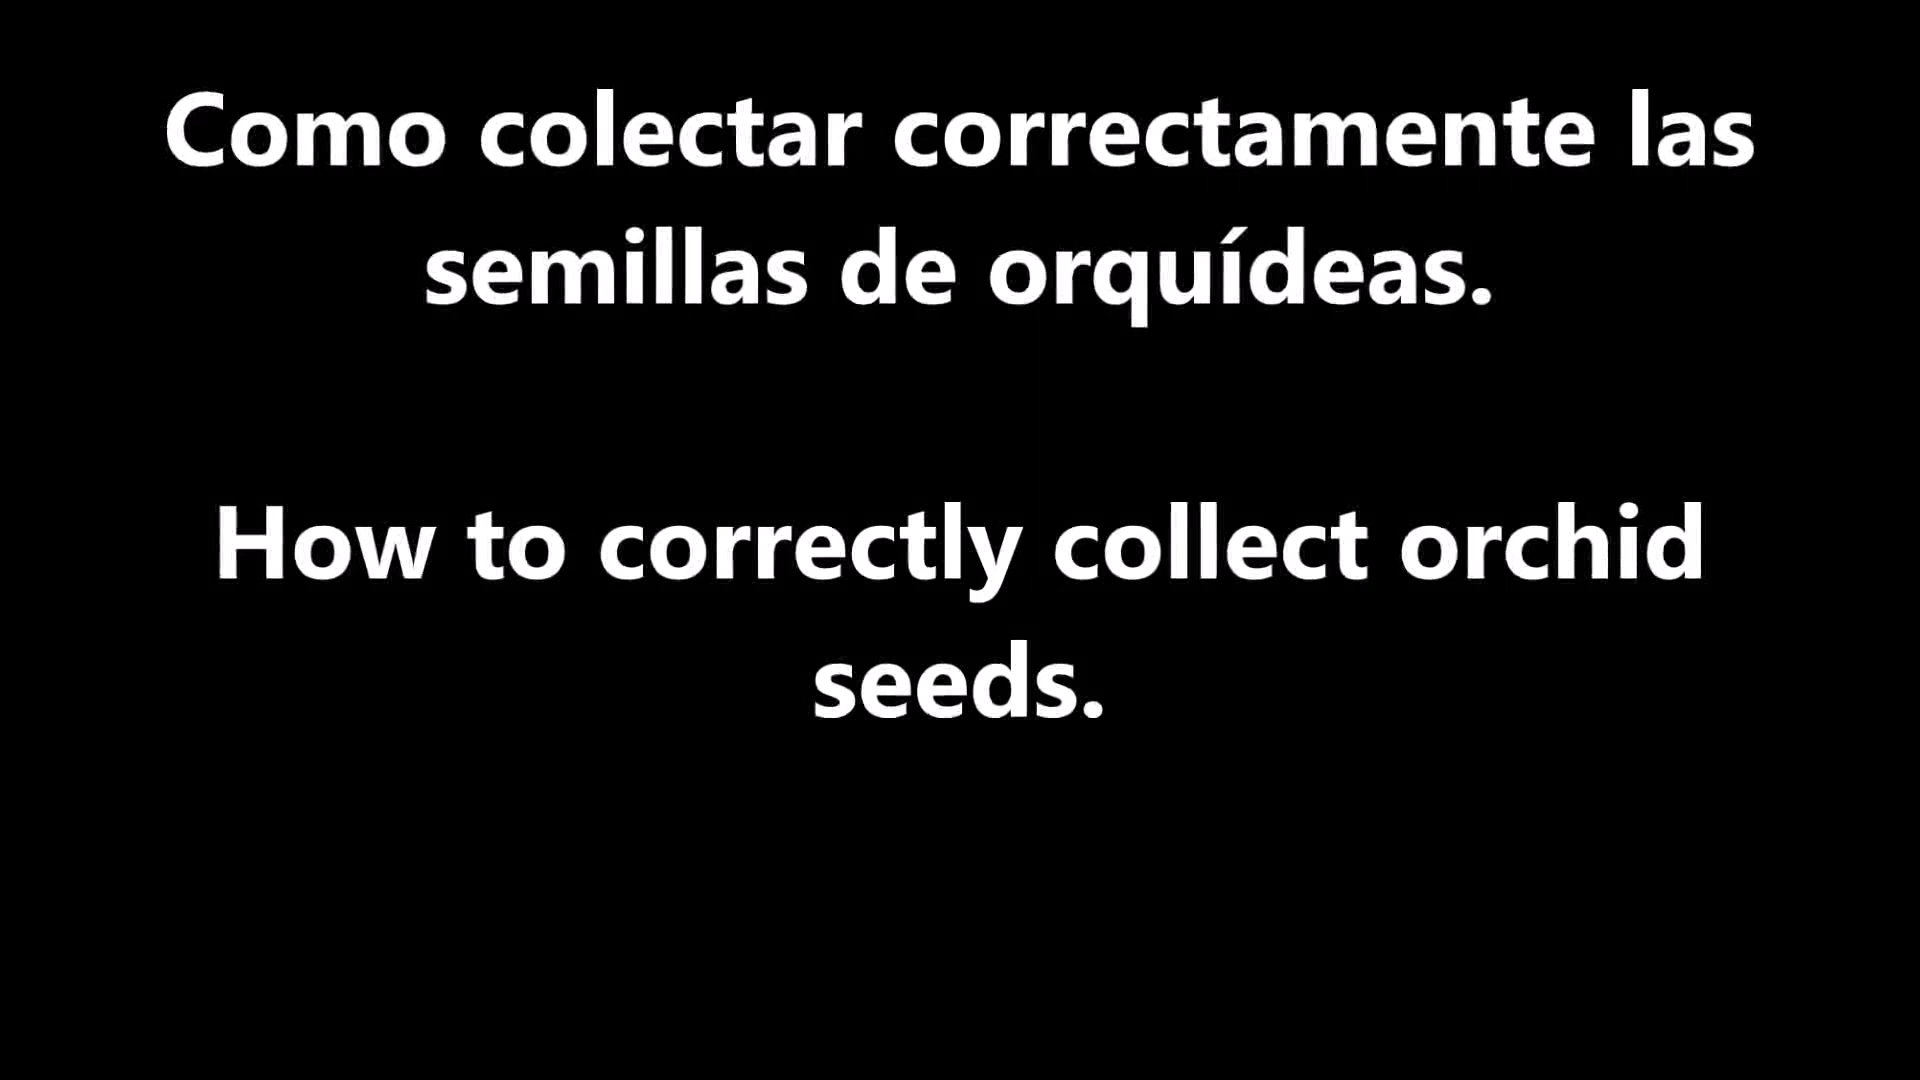 Como colectar correctamente las
semillas de orquídeas.
How to correctly collect orchid
seeds.